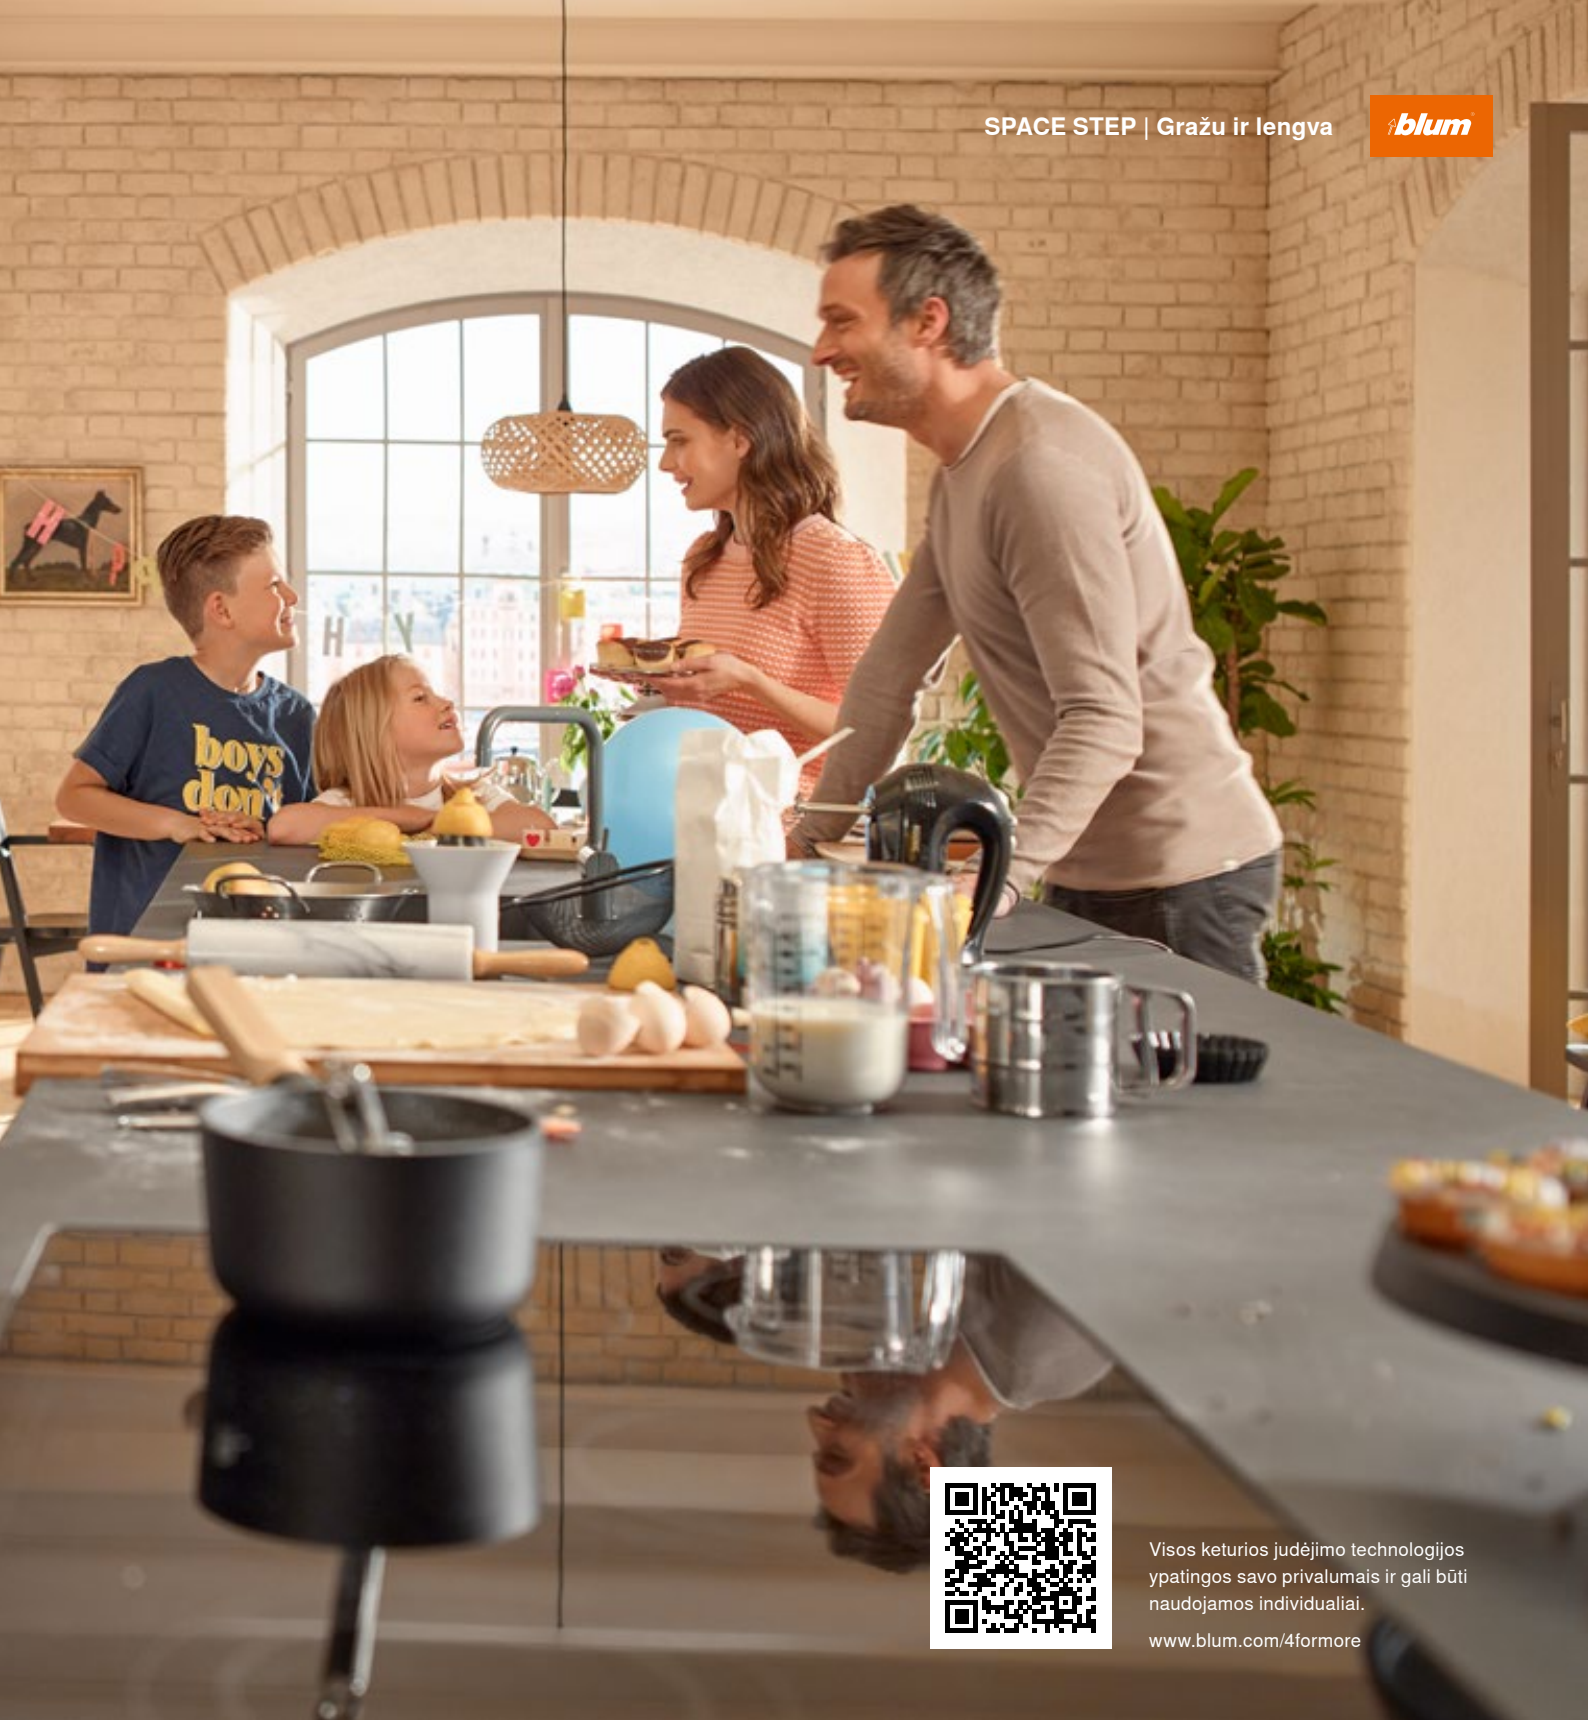 SPACE STEP | Gražu ir lengva
blum
H
P
A
H Y
boys
don't
Visos keturios judėjimo technologijos
ypatingos savo privalumais ir gali būti
naudojamos individualiai.
www.blum.com/4formore